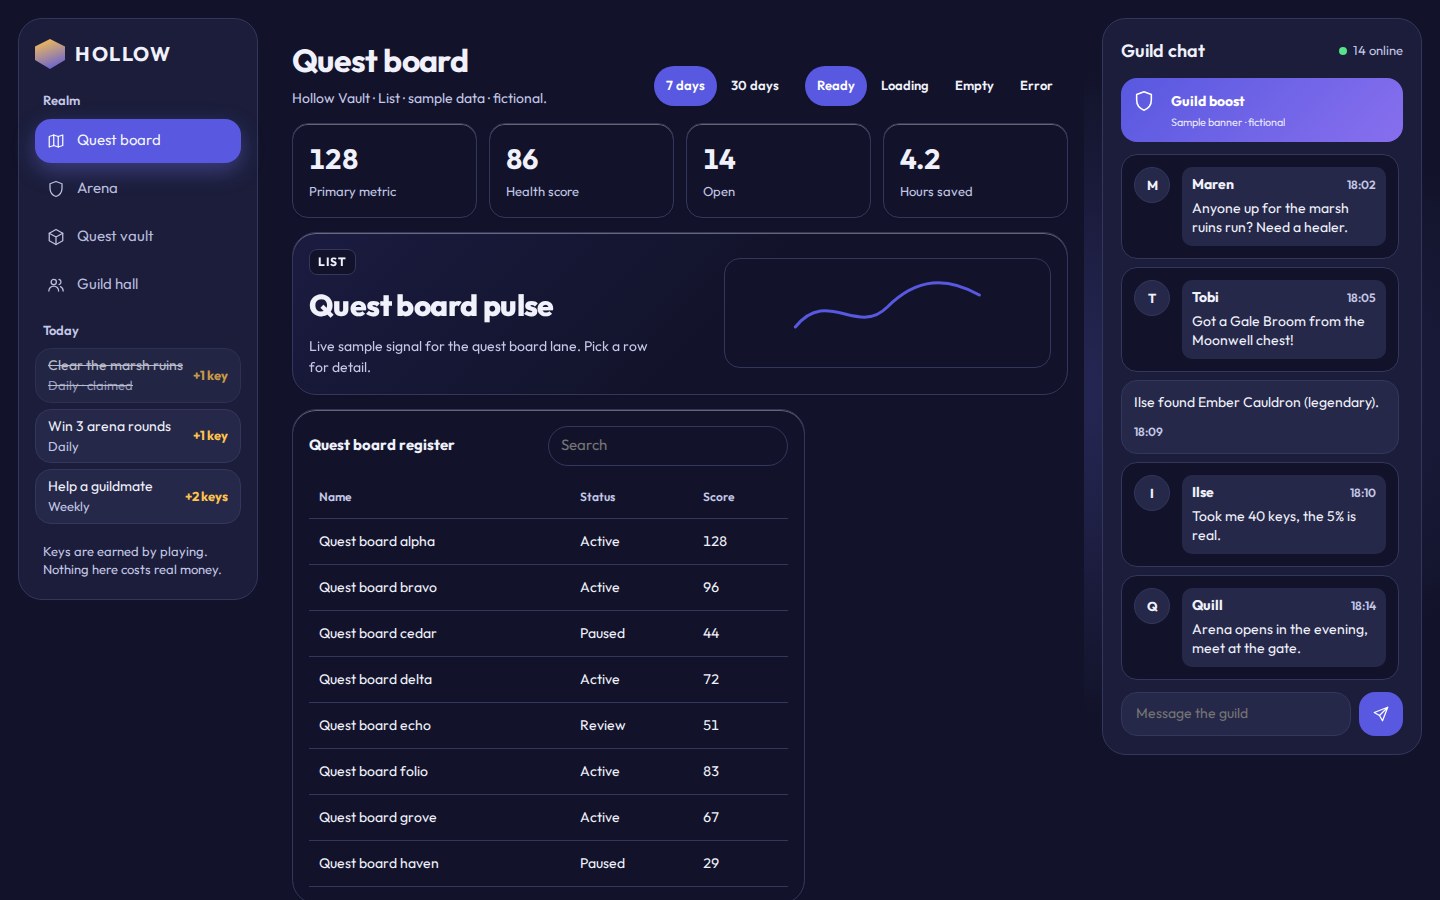 HOLLOW
Realm
Quest board
Arena
Quest vault
Guild hall
Today
Clear the marsh ruins
Daily · claimed
+1 key
Win 3 arena rounds
Daily
+1 key
Help a guildmate
Weekly
+2 keys
Keys are earned by playing.
Nothing here costs real money.
Quest board
Hollow Vault · List · sample data · fictional.
7 days
30 days
Ready
Loading
Empty
Error
128
Primary metric
86
Health score
14
Open
4.2
Hours saved
LIST
Quest board pulse
Live sample signal for the quest board lane. Pick a row
for detail.
Quest board register
Search
Name Status Score
Quest board alpha Active 128
Quest board bravo Active 96
Quest board cedar Paused 44
Quest board delta Active 72
Quest board echo Review 51
Quest board folio Active 83
Quest board grove Active 67
Quest board haven Paused 29
Guild chat
14 online
Guild boost
Sample banner · fictional
M
Maren 18:02
Anyone up for the marsh
ruins run? Need a healer.
T
Tobi 18:05
Got a Gale Broom from the
Moonwell chest!
Ilse found Ember Cauldron (legendary).
18:09
I
Ilse 18:10
Took me 40 keys, the 5% is
real.
Q
Quill 18:14
Arena opens in the evening,
meet at the gate.
Message the guild